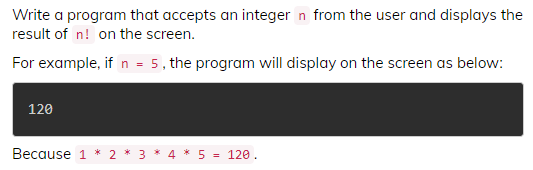 Write a program that accepts an integer n from the user and displays the
result of n! on the screen.
For example, if n = 5, the program will display on the screen as below:
120
Because 1 * 2 * 3 * 4 * 5 = 120.